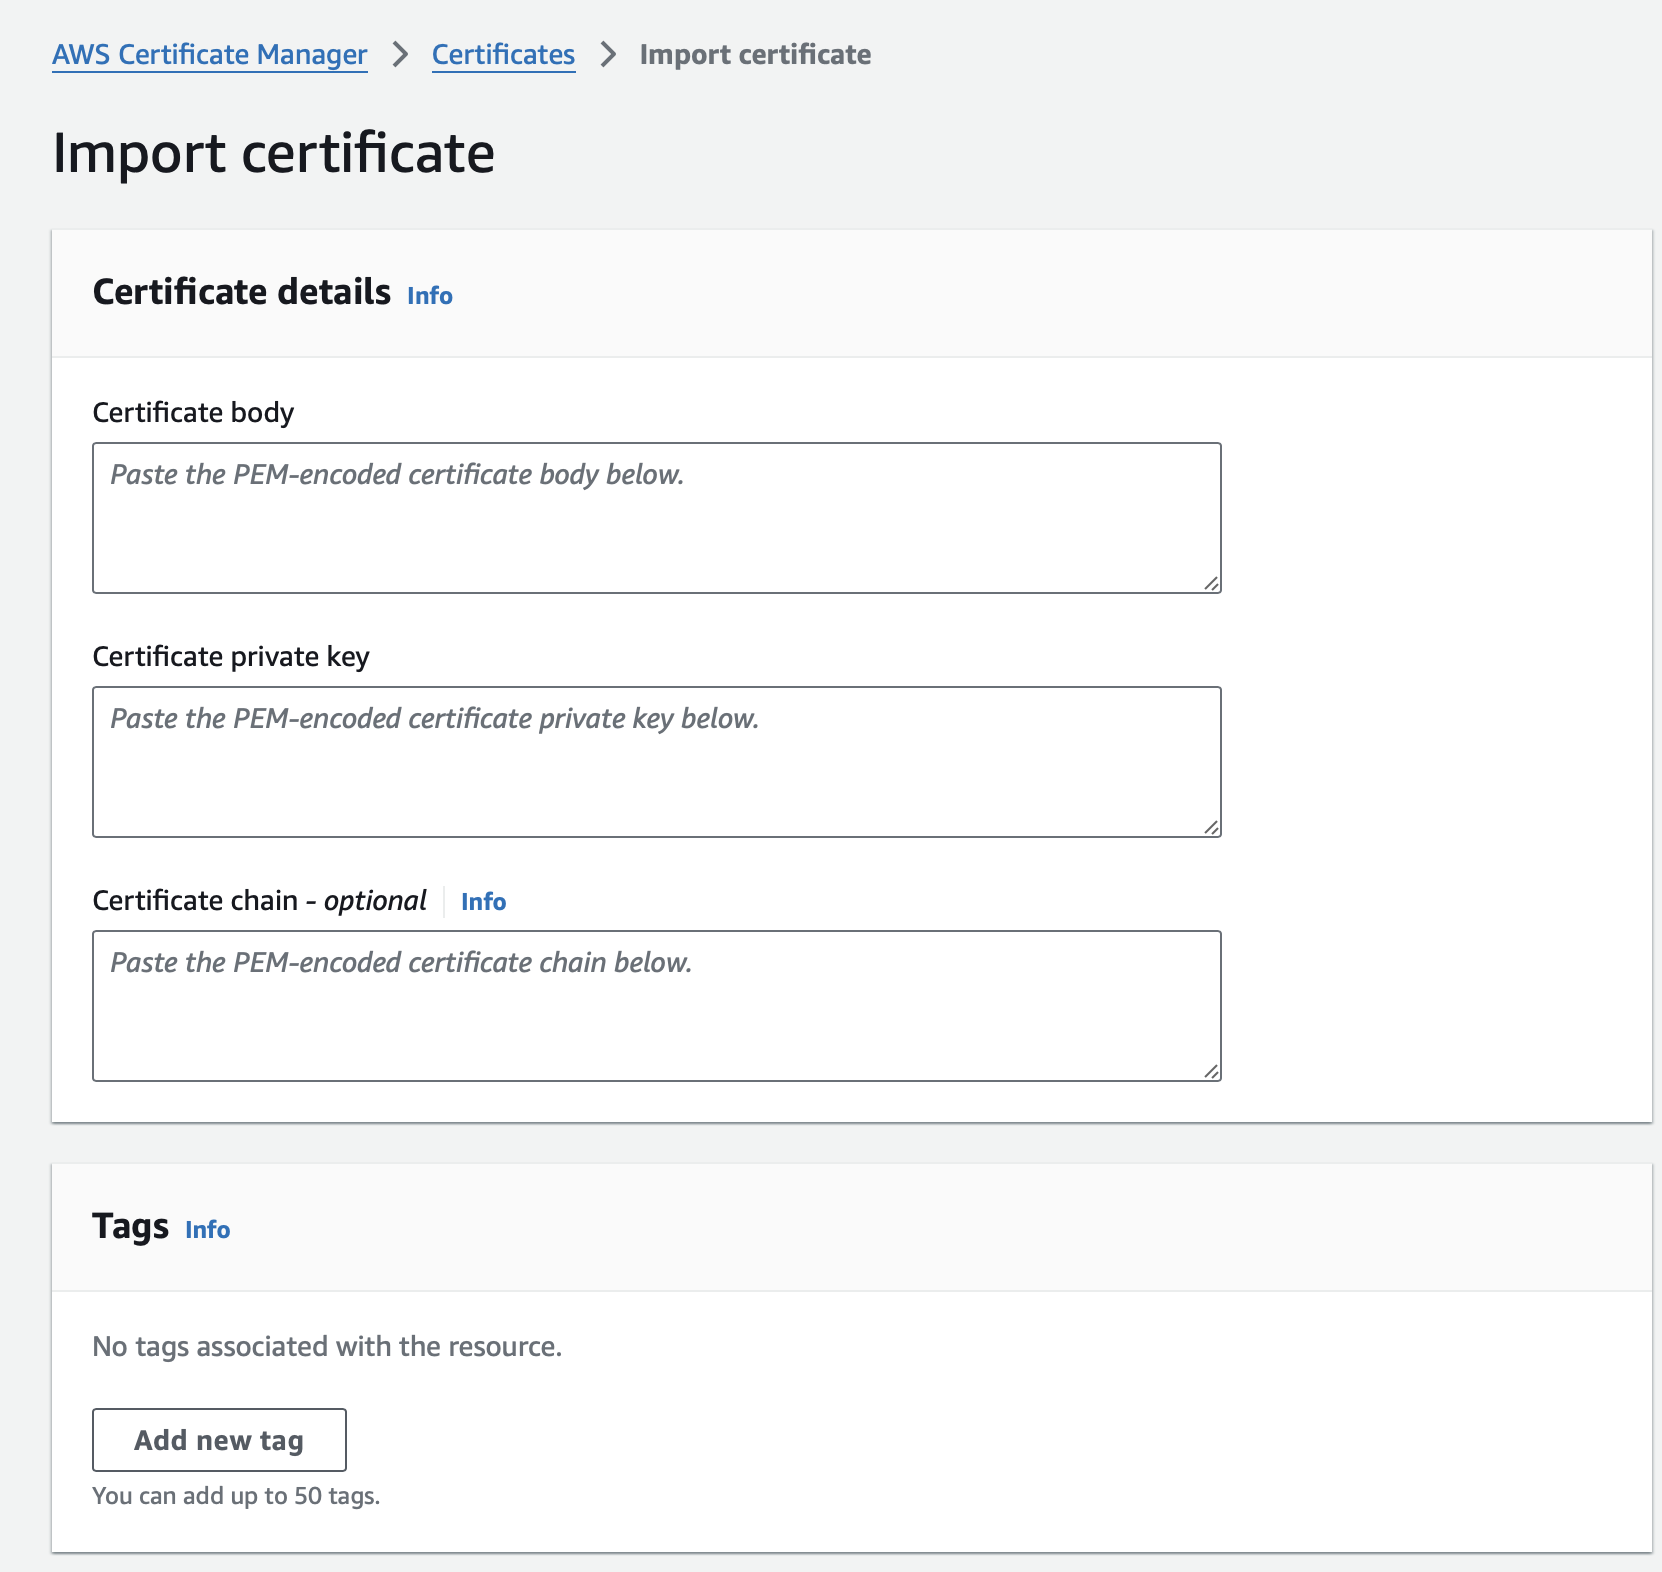 AWS Certificate Manager > Certificates > Import certificate
Import certificate
Certificate details Info
Certificate body
Paste the PEM-encoded certificate body below.
Certificate private key
Paste the PEM-encoded certificate private key below.
Certificate chain - optional Info
Paste the PEM-encoded certificate chain below.
Tags Info
No tags associated with the resource.
Add new tag
You can add up to 50 tags.